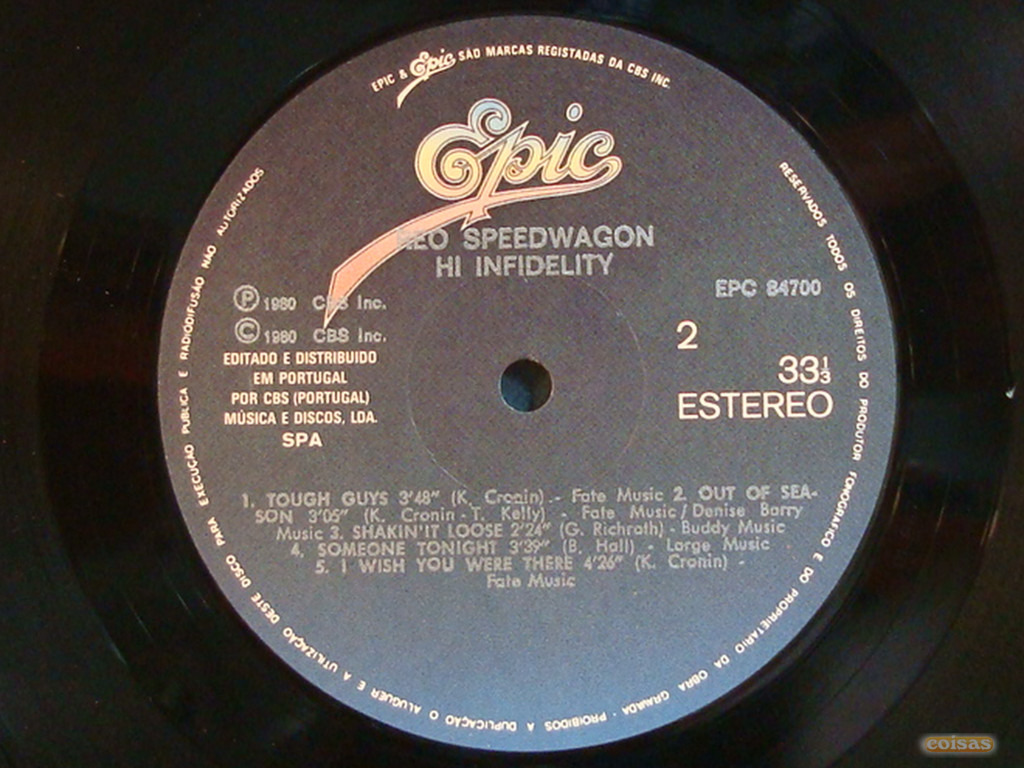 EPIC & Epic SÃO MARCAS REGISTADAS DA CBS INC.
Epic
REO SPEEDWAGON
HI INFIDELITY
EPC 84700
Ⓟ 1980 CBS Inc.
© 1980 CBS Inc.
2
EDITADO E DISTRIBUIDO
EM PORTUGAL
POR CBS (PORTUGAL)
MÚSICA E DISCOS, LDA.
SPA
33⅓
ESTEREO
1. TOUGH GUYS 3'48" (K. Cronin) - Fate Music 2. OUT OF SEA-
SON 3'05" (K. Cronin - T. Kelly) - Fate Music / Denise Barry
Music 3. SHAKIN'IT LOOSE 2'24" (G. Richrath) - Buddy Music
4. SOMEONE TONIGHT 3'39" (B. Hall) - Large Music
5. I WISH YOU WERE THERE 4'26" (K. Cronin) -
Fate Music
RESERVADOS TODOS OS DIREITOS DO PRODUTOR FONOGRAFICO E DO PROPRIETARIO DA OBRA GRAVADA - PROIBIDOS A DUPLICAÇÃO O ALUGUER E A UTILIZAÇÃO DESTE DISCO PARA EXECUÇÃO PUBLICA E RADIODIFUSÃO NÃO AUTORIZADOS
coisas